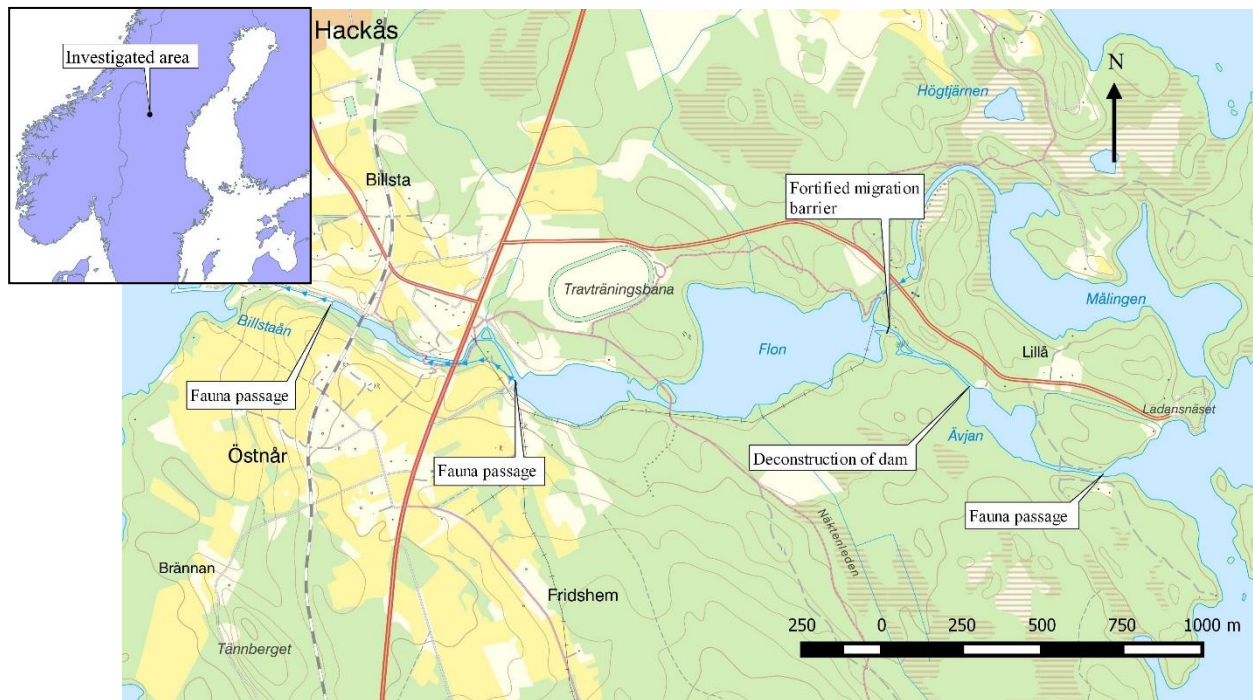 Investigated area
Hackås
N
Högtjärnen
Billsta
Fortified migration
barrier
Travträningsbana
Målingen
Billstaån
Flon
Lillå
Fauna passage
Ladansnäset
Östnår
Fauna passage
Ävjan
Deconstruction of dam
Fauna passage
Näktenleden
Brännan
Fridshem
250 0 250 500 750 1000 m
Tännberget